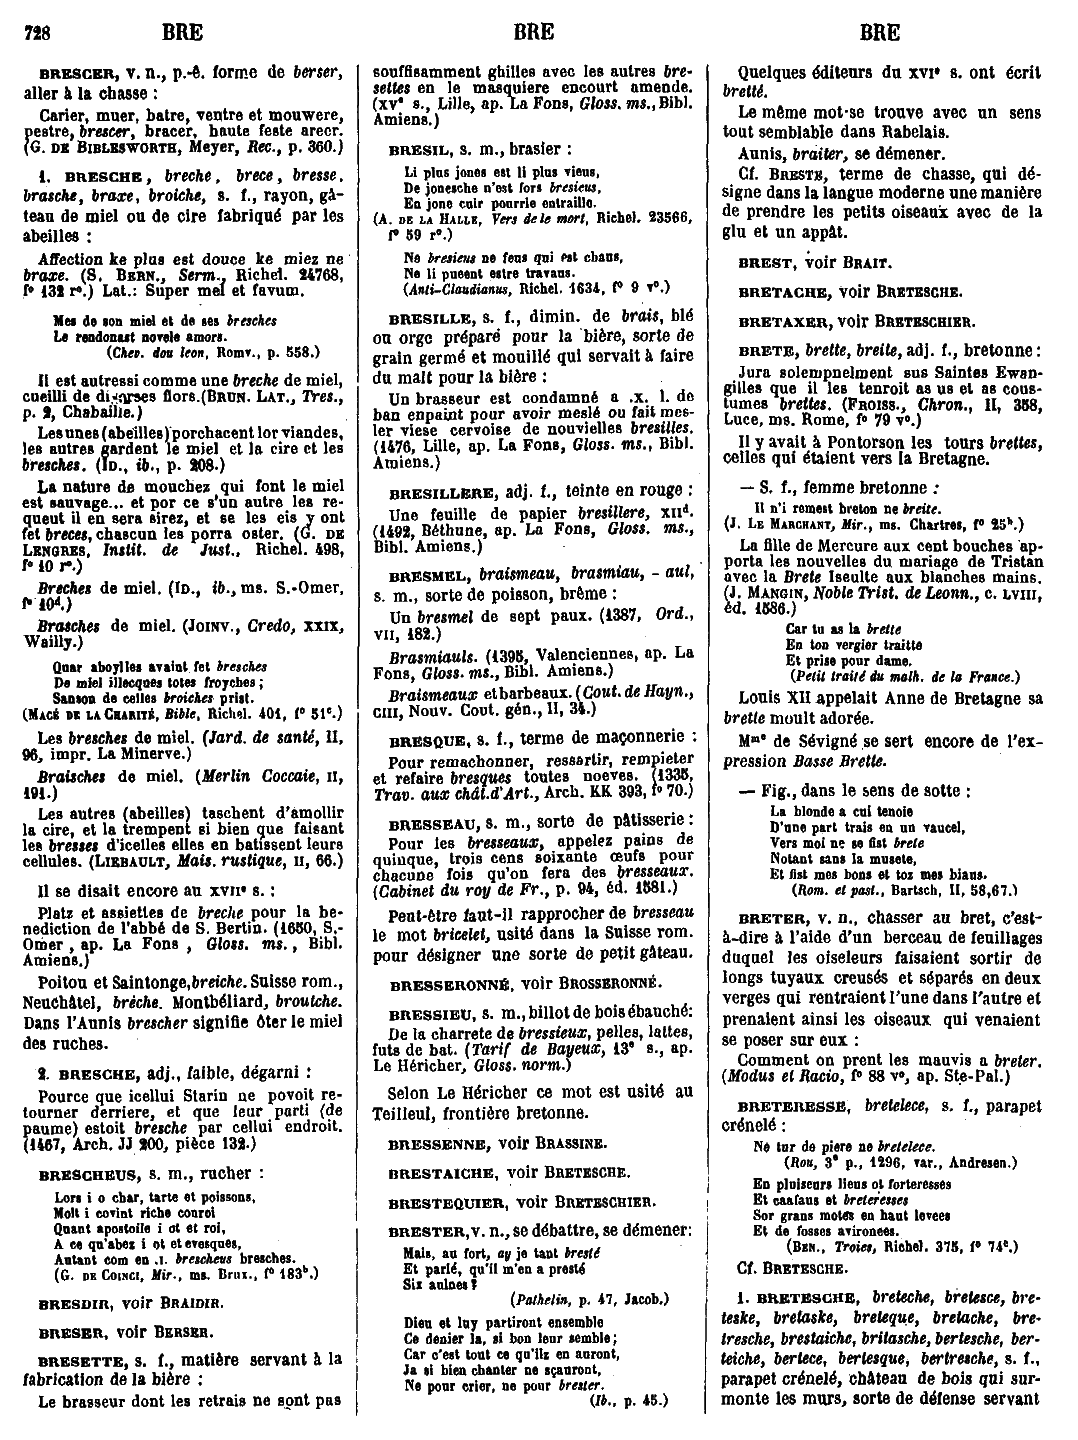 728 BRE BRE BRE
BRESCER, v. n., p.-ê. forme de berser,
aller à la chasse :
Carier, muer, batre, ventre et mouwere,
pestre, brescer, bracer, haute feste areer.
(G. DE BIBLESWORTH, Meyer, Rec., p. 360.)
1. BRESCHE, breche, brece, bresse,
brasche, braxe, broiche, s. f., rayon, gâ-
teau de miel ou de cire fabriqué par les
abeilles :
Affection ke plus est douce ke miez ne
braxe. (S. BERN., Serm., Richel. 24768,
f° 132 r°.) Lat.: Super mel et favum.
Mes de son miel et de ses bresches
Le rendonast novele amors.
(Chev. dou leon, Romv., p. 558.)
Il est autressi comme une breche de miel,
cueilli de diverses flors.(BRUN. LAT., Tres.,
p. 2, Chabaille.)
Les unes (abeilles) porchacent lor viandes,
les autres gardent le miel et la cire et les
bresches. (ID., ib., p. 208.)
La nature de mouchez qui font le miel
est sauvage... et por ce s'un autre les re-
queut il en sera sirez, et se les eis y ont
fet breces, chascun les porra oster. (G. DE
LENGRES, Instit. de Just., Richel. 498,
f° 10 r°.)
Breches de miel. (ID., ib., ms. S.-Omer,
f° 10d.)
Brasches de miel. (JOINV., Credo, XXIX,
Wailly.)
Quar aboylles avaint fet bresches
De miel illecques totes froyches ;
Sanson de celles broiches prist.
(MACÉ DE LA CHARITÉ, Bible, Richel. 401, f° 51c.)
Les bresches de miel. (Jard. de santé, II,
96, impr. La Minerve.)
Braisches de miel. (Merlin Coccaie, II,
191.)
Les autres (abeilles) taschent d'amollir
la cire, et la trempent si bien que faisant
les bresses d'icelles elles en batissent leurs
cellules. (LIEBAULT, Mais. rustique, II, 66.)
Il se disait encore au XVIIe s. :
Platz et assiettes de breche pour la be-
nediction de l'abbé de S. Bertin. (1650, S.-
Omer , ap. La Fons , Gloss. ms. , Bibl.
Amiens.)
Poitou et Saintonge, breiche. Suisse rom.,
Neuchâtel, brèche. Montbéliard, broutche.
Dans l'Aunis brescher signifie ôter le miel
des ruches.
2. BRESCHE, adj., faible, dégarni :
Pource que icellui Starin ne povoit re-
tourner derriere, et que leur parti (de
paume) estoit bresche par cellui endroit.
(1467, Arch. JJ 200, pièce 132.)
BRESCHEUS, s. m., rucher :
Lors i o char, tarte et poissons,
Molt i covint riche conroi
Quant apostoile i ot et roi,
A ce qu'abez i ot et evesques,
Autant com en .I. brescheus bresches.
(G. DE COINCI, Mir., ms. Brux., f° 183b.)
BRESDIR, voir BRAIDIR.
BRESER, voir BERSER.
BRESETTE, s. f., matière servant à la
fabrication de la bière :
Le brasseur dont les retrais ne sont pas
souffissamment ghilles avec les autres bre-
settes en le masquiere encourt amende.
(XVe s., Lille, ap. La Fons, Gloss. ms., Bibl.
Amiens.)
BRESIL, s. m., brasier :
Li plus jones est li plus vieus,
De jonesche n'est fors bresieus,
En jone cuir pourrie entraille.
(A. DE LA HALLE, Vers de le mort, Richel. 23566,
f° 59 r°.)
Ne bresieus ne feus qui est chaus,
Ne li pueent estre travaus.
(Anti-Claudianus, Richel. 1634, f° 9 v°.)
BRESILLE, s. f., dimin. de brais, blé
ou orge préparé pour la bière, sorte de
grain germé et mouillé qui servait à faire
du malt pour la bière :
Un brasseur est condamné a .x. l. de
ban enpaint pour avoir meslé ou fait mes-
ler viese cervoise de nouvielles bresilles.
(1476, Lille, ap. La Fons, Gloss. ms., Bibl.
Amiens.)
BRESILLERE, adj. f., teinte en rouge :
Une feuille de papier bresillere, XIId.
(1492, Béthune, ap. La Fons, Gloss. ms.,
Bibl. Amiens.)
BRESMEL, braismeau, brasmiau, - aul,
s. m., sorte de poisson, brême :
Un bresmel de sept paux. (1387, Ord.,
VII, 182.)
Brasmiauls. (1395, Valenciennes, ap. La
Fons, Gloss. ms., Bibl. Amiens.)
Braismeaux et barbeaux. (Cout. de Hayn.,
CIII, Nouv. Cout. gén., II, 34.)
BRESQUE, s. f., terme de maçonnerie :
Pour remachonner, ressartir, rempieter
et refaire bresques toutes noeves. (1335,
Trav. aux chât. d'Art., Arch. KK 393, f° 70.)
BRESSEAU, s. m., sorte de pâtisserie :
Pour les bresseaux, appelez pains de
quinque, trois cens soixante œufs pour
chacune fois qu'on fera des bresseaux.
(Cabinet du roy de Fr., p. 94, éd. 1581.)
Peut-être faut-il rapprocher de bresseau
le mot bricelet, usité dans la Suisse rom.
pour désigner une sorte de petit gâteau.
BRESSERONNÉ, voir BROSSERONNÉ.
BRESSIEU, s. m., billot de bois ébauché:
De la charrete de bressieux, pelles, lattes,
futs de bat. (Tarif de Bayeux, 13e s., ap.
Le Héricher, Gloss. norm.)
Selon Le Héricher ce mot est usité au
Teilleul, frontière bretonne.
BRESSENNE, voir BRASSINE.
BRESTAICHE, voir BRETESCHE.
BRESTEQUIER, voir BRETESCHIER.
BRESTER, v. n., se débattre, se démener:
Mais, au fort, ay je tant bresté
Et parlé, qu'il m'en a presté
Six aulnes ?
(Pathelin, p. 47, Jacob.)
Dieu et luy partiront ensemble
Ce denier la, si bon leur semble ;
Car c'est tout ce qu'ilz en auront,
Ja si bien chanter ne sçauront,
Ne pour crier, ne pour brester.
(Ib., p. 45.)
Quelques éditeurs du XVIe s. ont écrit
bretté.
Le même mot se trouve avec un sens
tout semblable dans Rabelais.
Aunis, braiter, se démener.
Cf. BRESTE, terme de chasse, qui dé-
signe dans la langue moderne une manière
de prendre les petits oiseaux avec de la
glu et un appât.
BREST, voir BRAIT.
BRETACHE, voir BRETESCHE.
BRETAXER, voir BRETESCHIER.
BRETE, brette, breite, adj. f., bretonne :
Jura solempnelment sus Saintes Ewan-
gilles que il les tenroit as us et as cous-
tumes brettes. (FROISS., Chron., II, 358,
Luce, ms. Rome, f° 79 v°.)
Il y avait à Pontorson les tours brettes,
celles qui étaient vers la Bretagne.
— S. f., femme bretonne :
Il n'i remest breton ne breite.
(J. LE MARCHANT, Mir., ms. Chartres, f° 25b.)
La fille de Mercure aux cent bouches ap-
porta les nouvelles du mariage de Tristan
avec la Brete Iseulte aux blanches mains.
(J. MANGIN, Noble Trist. de Leonn., c. LVIII,
éd. 1586.)
Car tu as la brette
En ton vergier traitte
Et prise pour dame.
(Petit traité du malh. de la France.)
Louis XII appelait Anne de Bretagne sa
brette moult adorée.
Mme de Sévigné se sert encore de l'ex-
pression Basse Brette.
— Fig., dans le sens de sotte :
La blonde a cui tenoie
D'une part trais en un vaucel,
Vers moi ne se fist brete
Notant sans la musete,
Et fist mes bons et toz mes biaus.
(Rom. et past., Bartsch, II, 58,67.)
BRETER, v. n., chasser au bret, c'est-
à-dire à l'aide d'un berceau de feuillages
duquel les oiseleurs faisaient sortir de
longs tuyaux creusés et séparés en deux
verges qui rentraient l'une dans l'autre et
prenaient ainsi les oiseaux qui venaient
se poser sur eux :
Comment on prent les mauvis a breter.
(Modus et Racio, f° 88 v°, ap. Ste-Pal.)
BRETERESSE, bretelece, s. f., parapet
crénelé :
Ne tur de piere ne bretelece.
(Rou, 3e p., 1296, var., Andresen.)
En pluiseurs lieus ot forteresses
Et caafaus et breteresses
Sor grans motes en haut levees
Et de fosses avironees.
(BEN., Troies, Richel. 375, f° 74c.)
Cf. BRETESCHE.
1. BRETESCHE, breteche, bretesce, bre-
teske, bretaske, breteque, bretache, bre-
tresche, brestaiche, britasche, bertesche, ber-
teiche, bertece, bertesque, bertresche, s. f.,
parapet crénelé, château de bois qui sur-
monte les murs, sorte de défense servant